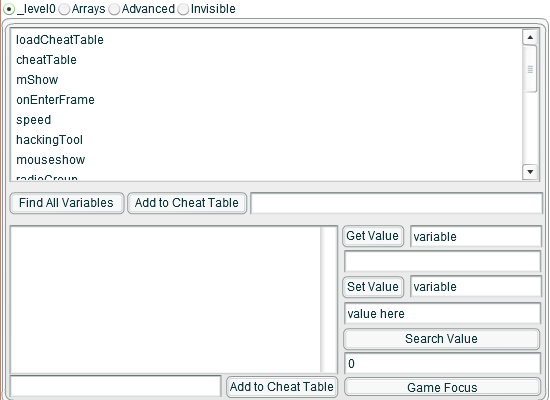 _level0 Arrays Advanced Invisible
loadCheatTable
cheatTable
mShow
onEnterFrame
speed
hackingTool
mouseshow
radioGroup
Find All Variables Add to Cheat Table
Get Value variable
Set Value variable
value here
Search Value
0
Add to Cheat Table Game Focus